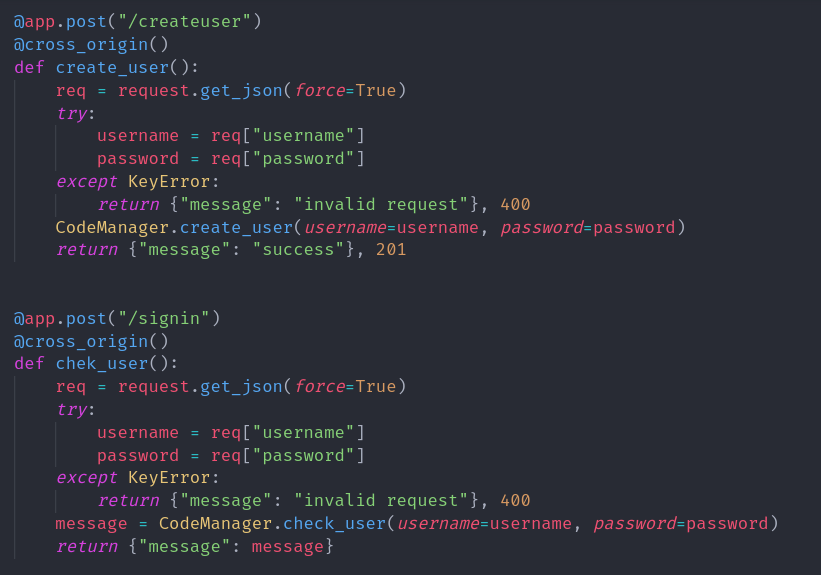 @app.post("/createuser")
@cross_origin()
def create_user():
    req = request.get_json(force=True)
    try:
        username = req["username"]
        password = req["password"]
    except KeyError:
        return {"message": "invalid request"}, 400
    CodeManager.create_user(username=username, password=password)
    return {"message": "success"}, 201
@app.post("/signin")
@cross_origin()
def chek_user():
    req = request.get_json(force=True)
    try:
        username = req["username"]
        password = req["password"]
    except KeyError:
        return {"message": "invalid request"}, 400
    message = CodeManager.check_user(username=username, password=password)
    return {"message": message}